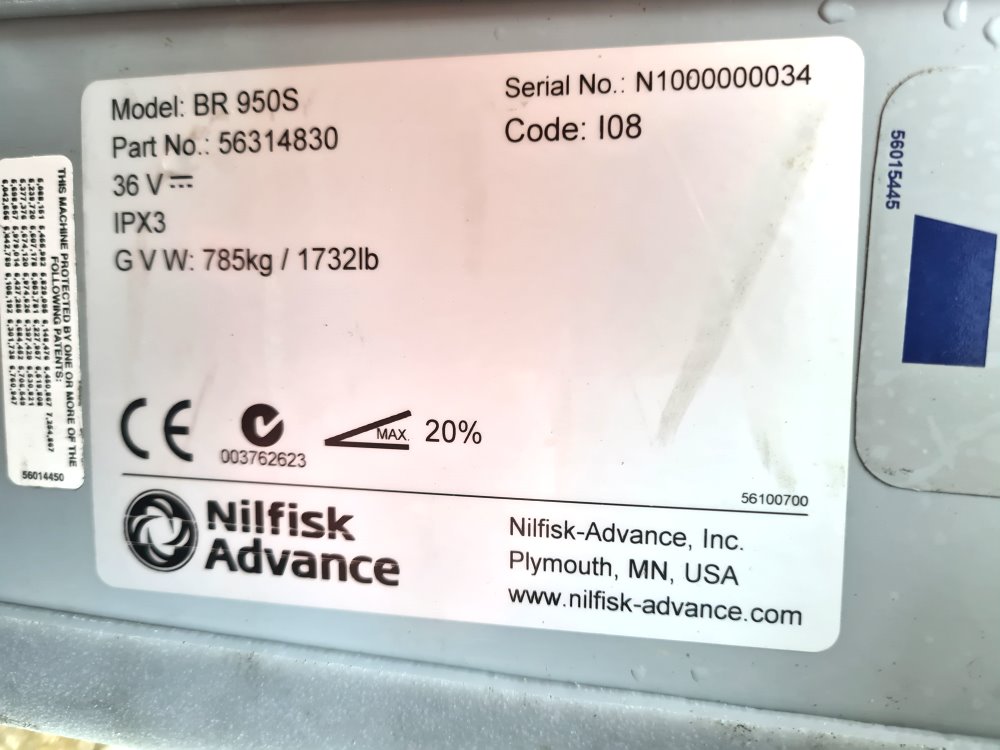 Model: BR 950S
Part No.: 56314830
36 V
IPX3
G V W: 785kg / 1732lb
Serial No.: N1000000034
Code: I08
CE
003762623
MAX. 20%
56100700
Nilfisk
Advance
Nilfisk-Advance, Inc.
Plymouth, MN, USA
www.nilfisk-advance.com
THIS MACHINE PROTECTED BY ONE OR MORE OF THE
FOLLOWING PATENTS:
56014450
56015445